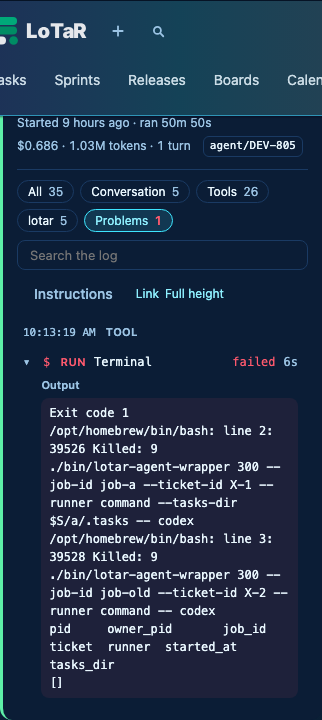 LoTaR
asks Sprints Releases Boards Calen
Started 9 hours ago · ran 50m 50s
$0.686 · 1.03M tokens · 1 turn agent/DEV-805
All 35 Conversation 5 Tools 26
lotar 5 Problems 1
Search the log
Instructions Link Full height
10:13:19 AM TOOL
▾ $ RUN Terminal failed 6s
Output
Exit code 1
/opt/homebrew/bin/bash: line 2:
39526 Killed: 9
./bin/lotar-agent-wrapper 300 --
job-id job-a --ticket-id X-1 --
runner command --tasks-dir
$S/a/.tasks -- codex
/opt/homebrew/bin/bash: line 3:
39528 Killed: 9
./bin/lotar-agent-wrapper 300 --
job-id job-old --ticket-id X-2 --
runner command -- codex
pid owner_pid job_id
ticket runner started_at
tasks_dir
[]